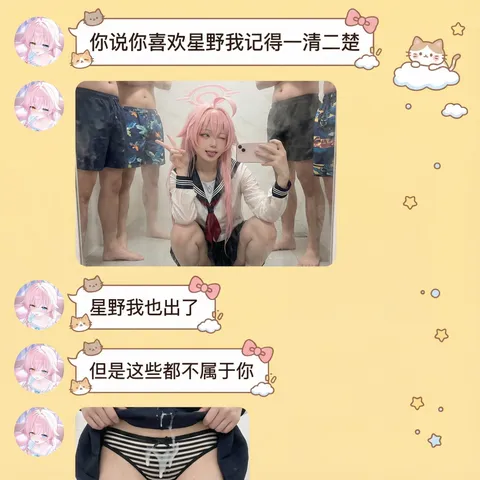 你说你喜欢星野我记得一清二楚
星野我也出了
但是这些都不属于你